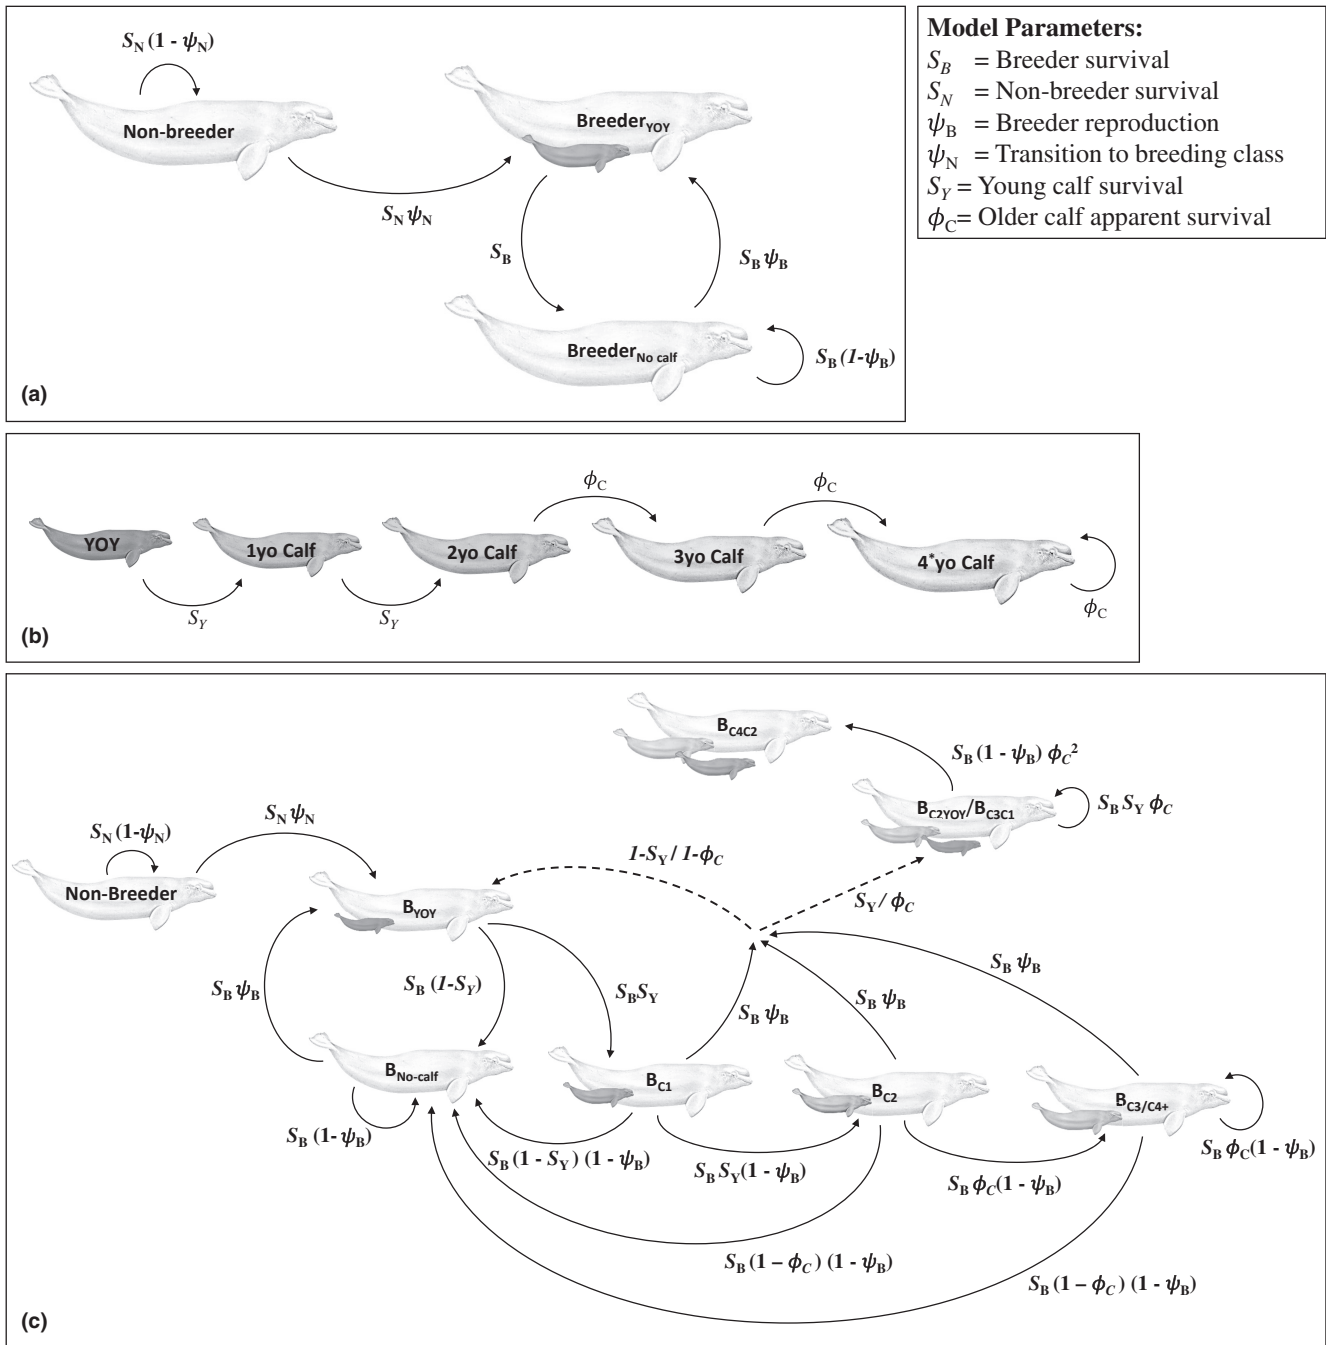 S_N (1 - ψ_N)
Non-breeder
S_N ψ_N
Breeder_YOY
S_B
S_B ψ_B
Breeder_No calf
S_B (1-ψ_B)
(a)
Model Parameters:
S_B = Breeder survival
S_N = Non-breeder survival
ψ_B = Breeder reproduction
ψ_N = Transition to breeding class
S_Y = Young calf survival
ϕ_C= Older calf apparent survival
YOY
1yo Calf
2yo Calf
3yo Calf
4*yo Calf
S_Y
S_Y
ϕ_C
ϕ_C
ϕ_C
(b)
B_C4C2
S_B (1 - ψ_B) ϕ_C²
B_C2YOY/B_C3C1
S_B S_Y ϕ_C
S_N (1-ψ_N)
S_N ψ_N
Non-Breeder
1-S_Y / 1-ϕ_C
S_Y / ϕ_C
B_YOY
S_B ψ_B
S_B (1-S_Y)
S_B S_Y
S_B ψ_B
S_B ψ_B
S_B ψ_B
B_No-calf
B_C1
B_C2
B_C3/C4+
S_B (1- ψ_B)
S_B (1 - S_Y) (1 - ψ_B)
S_B S_Y(1 - ψ_B)
S_B ϕ_C(1 - ψ_B)
S_B ϕ_C(1 - ψ_B)
S_B (1 – ϕ_C) (1 - ψ_B)
S_B (1 – ϕ_C) (1 - ψ_B)
(c)